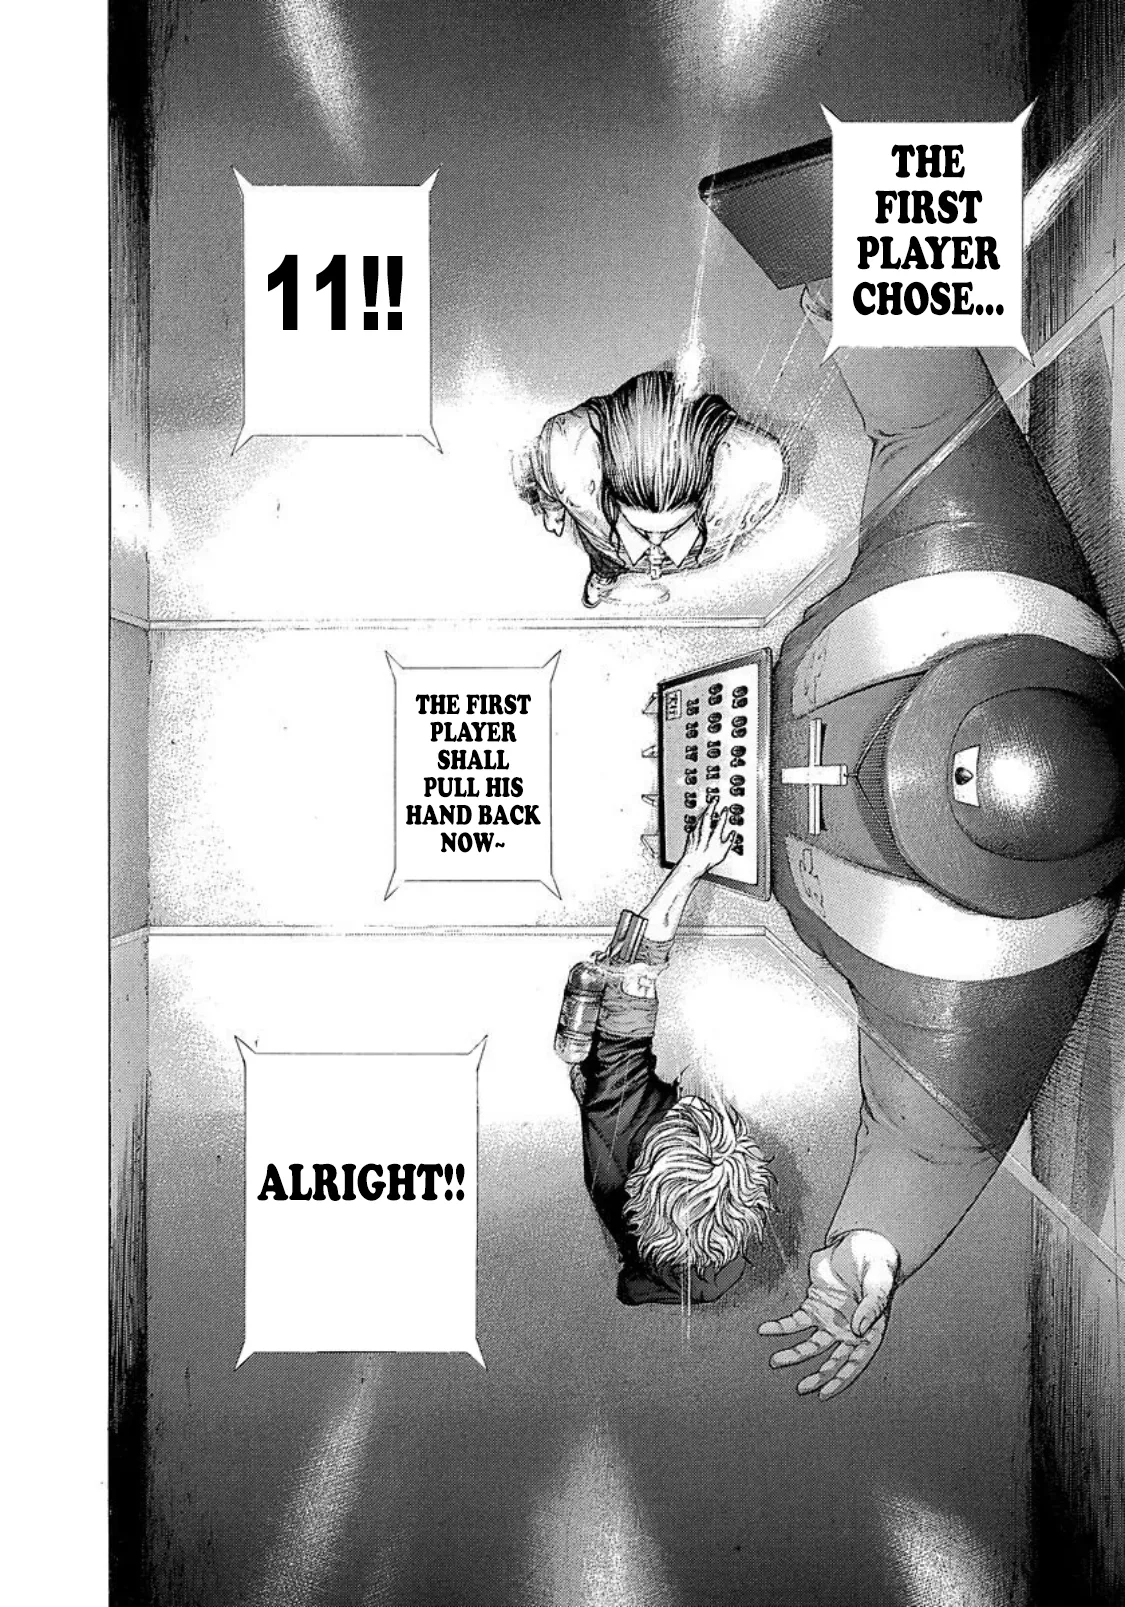 THE
FIRST
PLAYER
CHOSE...
11!!
THE FIRST
PLAYER
SHALL
PULL HIS
HAND BACK
NOW~
ALRIGHT!!